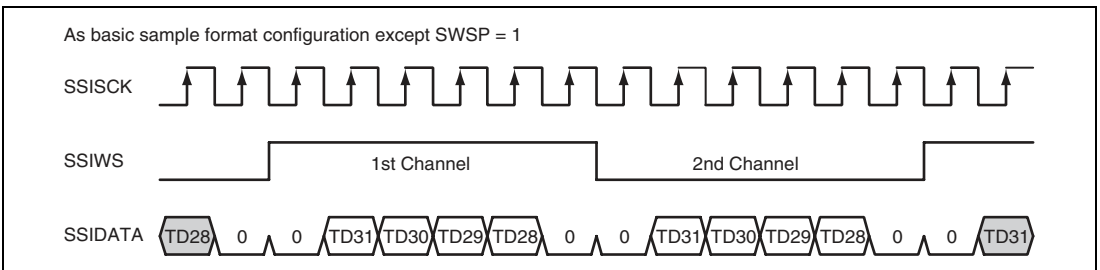 As basic sample format configuration except SWSP = 1
SSISCK
SSIWS 1st Channel 2nd Channel
SSIDATA TD28 0 0 TD31 TD30 TD29 TD28 0 0 TD31 TD30 TD29 TD28 0 0 TD31